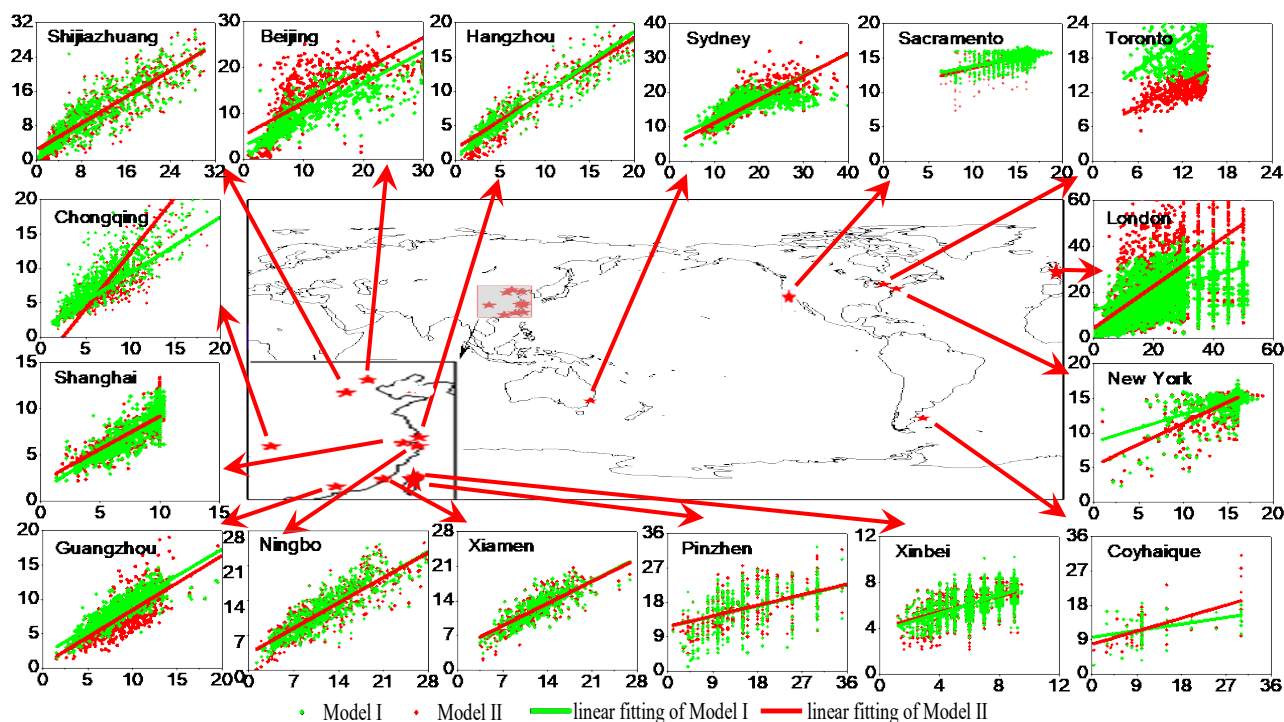 Shijiazhuang
32
24
16
8
0
0 5 10 15 20 25 30
Beijing
30
20
10
0
0 10 20 30
Hangzhou
20
15
10
5
0
0 5 10 15 20
Sydney
40
30
20
10
0
0 10 20 30 40
Sacramento
20
15
10
5
0
0 5 10 15 20
Toronto
24
18
12
6
0
0 6 12 18 24
Chongqing
20
15
10
5
0
0 5 10 15 20
London
60
40
20
0
0 20 40 60
Shanghai
15
10
5
0
0 5 10 15 20
New York
20
15
10
5
0
0 5 10 15 20
Guangzhou
20
15
10
5
0
0 5 10 15 20
Ningbo
28
21
14
7
0
0 7 14 21 28
Xiamen
28
21
14
7
0
0 7 14 21 28
Pinzhen
36
27
18
9
0
0 9 18 27 36
Xinbei
12
8
4
0
0 4 8 12
Coyhaique
36
27
18
9
0
0 9 18 27 36
Model I Model II linear fitting of Model I linear fitting of Model II